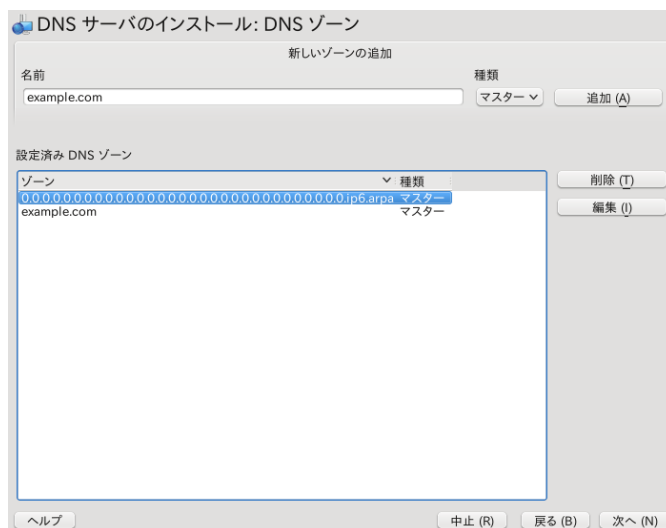 DNS サーバのインストール: DNS ゾーン
新しいゾーンの追加
名前
種類
example.com
マスター
追加 (A)
設定済み DNS ゾーン
ゾーン 種類
0.0.0.0.0.0.0.0.0.0.0.0.0.0.0.0.0.0.0.0.0.0.0.0.0.0.0.0.0.0.0.ip6.arpa マスター
example.com マスター
削除 (T)
編集 (I)
ヘルプ
中止 (R)
戻る (B)
次へ (N)